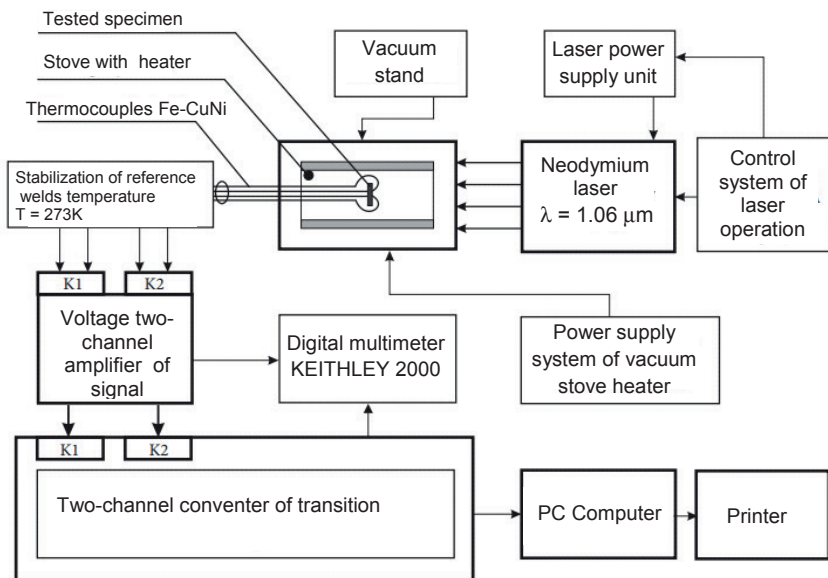 Tested specimen
Stove with heater
Thermocouples Fe-CuNi
Vacuum
stand
Laser power
supply unit
Stabilization of reference
welds temperature
T = 273K
Neodymium
laser
λ = 1.06 μm
Control
system of
laser
operation
K1
K2
Voltage two-
channel
amplifier of
signal
Digital multimeter
KEITHLEY 2000
Power supply
system of vacuum
stove heater
K1
K2
Two-channel conventer of transition
PC Computer
Printer